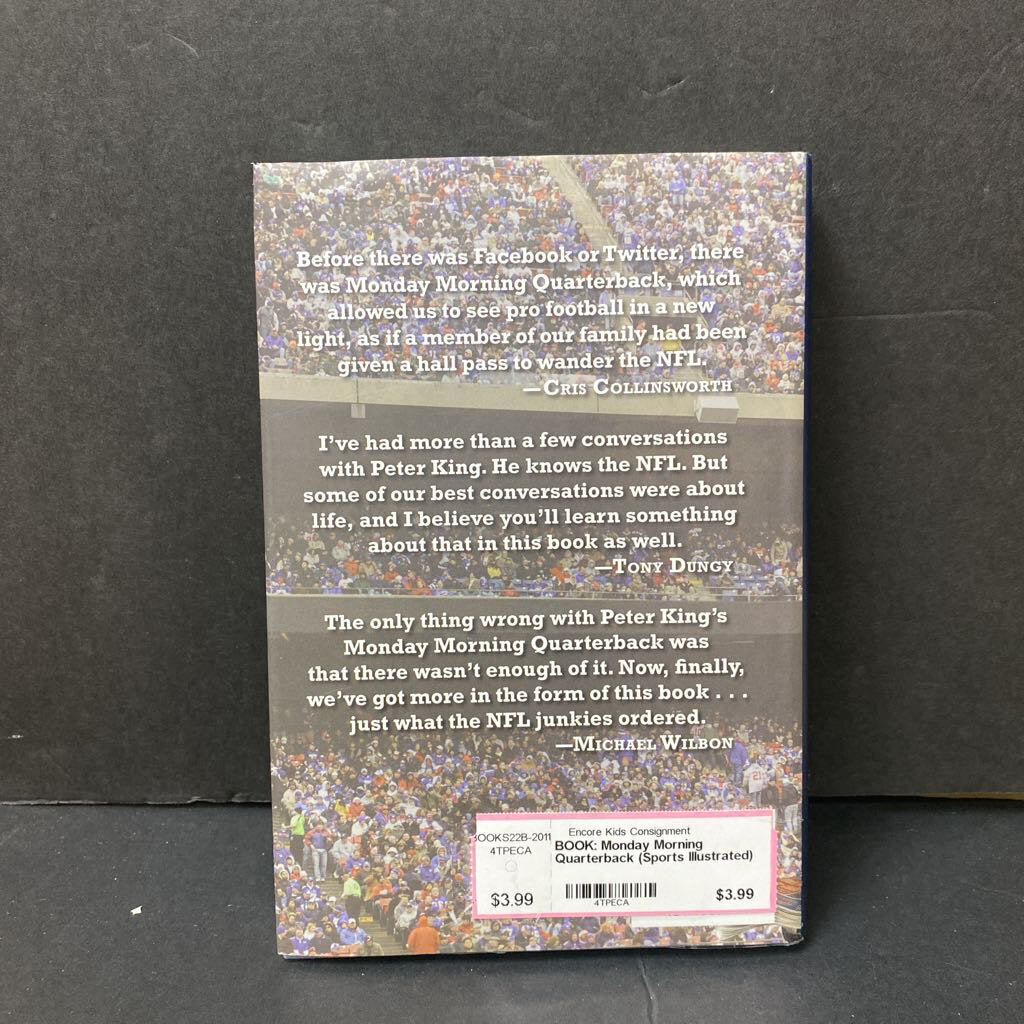 Before there was Facebook or Twitter, there
was Monday Morning Quarterback, which
allowed us to see pro football in a new
light, as if a member of our family had been
given a hall pass to wander the NFL.
—CRIS COLLINSWORTH
I've had more than a few conversations
with Peter King. He knows the NFL. But
some of our best conversations were about
life, and I believe you'll learn something
about that in this book as well.
—TONY DUNGY
The only thing wrong with Peter King's
Monday Morning Quarterback was
that there wasn't enough of it. Now, finally,
we've got more in the form of this book . . .
just what the NFL junkies ordered.
—MICHAEL WILBON
BOOKS22B-2011
4TPECA
$3.99
Encore Kids Consignment
BOOK: Monday Morning
Quarterback (Sports Illustrated)
4TPECA
$3.99